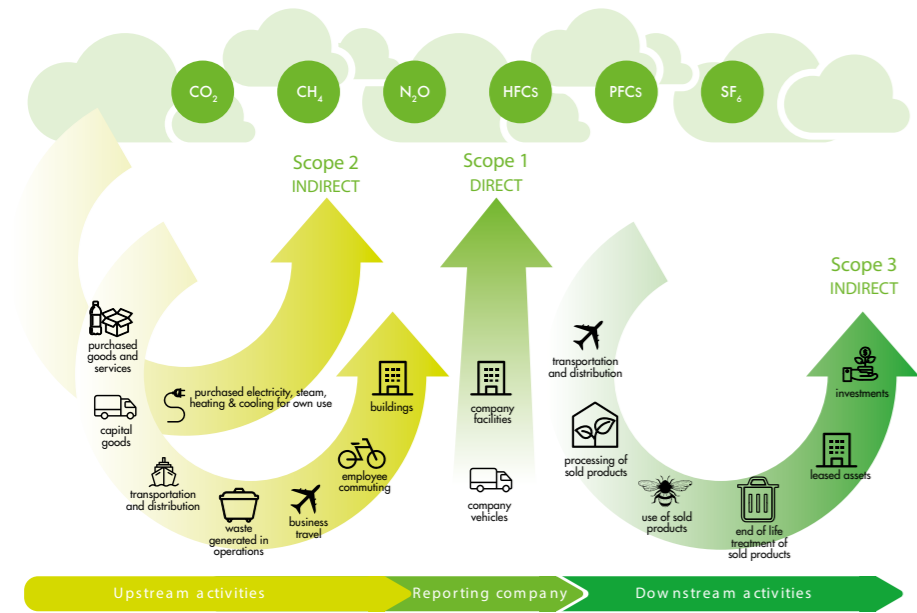 CO₂
CH₄
N₂O
HFCs
PFCs
SF₆
Scope 2
INDIRECT
Scope 1
DIRECT
Scope 3
INDIRECT
purchased
goods and
services
capital
goods
purchased electricity, steam,
heating & cooling for own use
transportation
and distribution
waste
generated in
operations
business
travel
employee
commuting
buildings
company
facilities
company
vehicles
transportation
and distribution
processing of
sold products
use of sold
products
end of life
treatment of
sold products
leased assets
investments
Upstream activities
Reporting company
Downstream activities